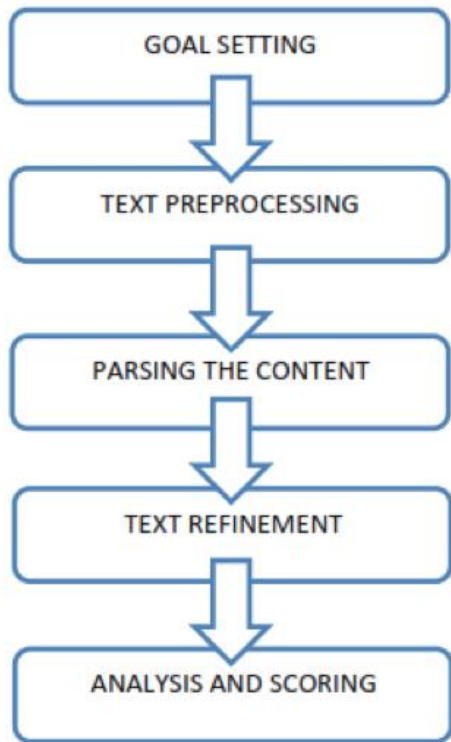 GOAL SETTING
TEXT PREPROCESSING
PARSING THE CONTENT
TEXT REFINEMENT
ANALYSIS AND SCORING